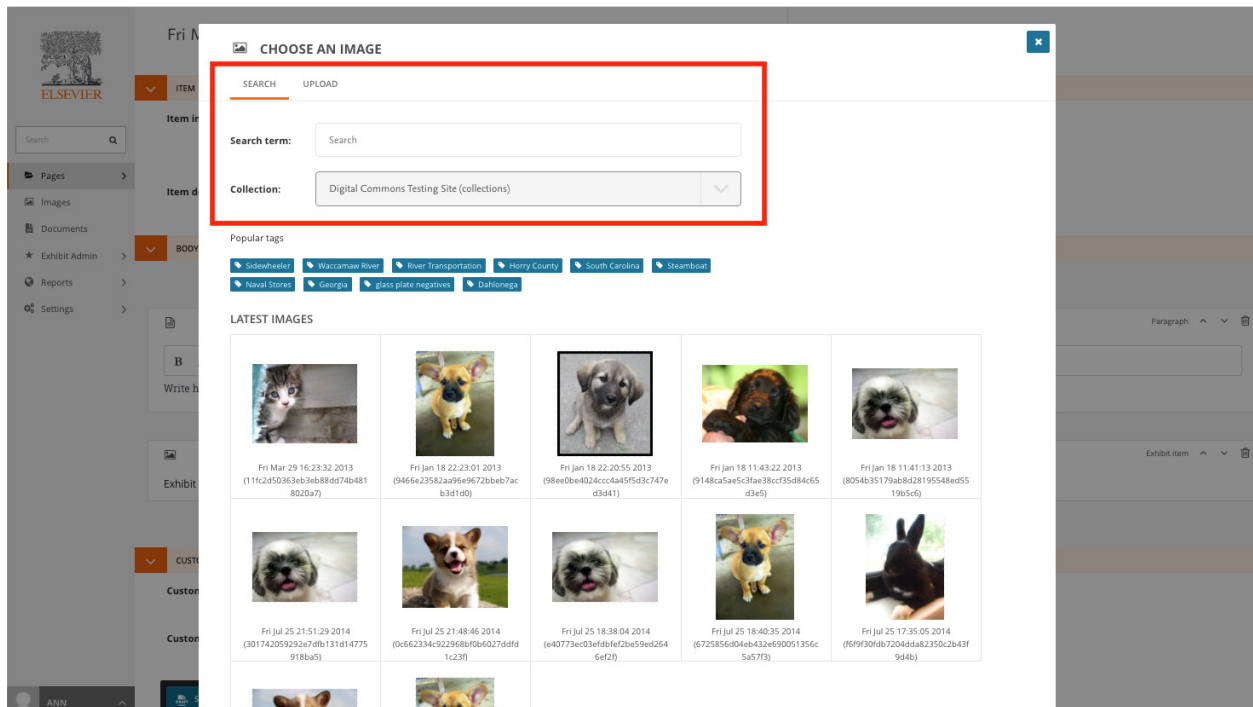 Fri M
CHOOSE AN IMAGE
ELSEVIER
ITEM
SEARCH UPLOAD
Item in
Search
Search term: Search
Pages
Item d
Collection: Digital Commons Testing Site (collections)
Images
Documents
Popular tags
BODY
Exhibit Admin
Sidewheeler Waccamaw River River Transportation Horry County South Carolina Steamboat
Reports
Naval Stores Georgia glass plate negatives Dahlonega
Settings
LATEST IMAGES
Paragraph
B
Write h
Exhibit item
Exhibit
Fri Mar 29 16:23:32 2013
(11fc2d50363eb3eb88dd74b481
8020a7)
Fri Jan 18 22:23:01 2013
(9466e23582aa96e9672bbeb7ac
b3d1d0)
Fri Jan 18 22:20:55 2013
(98ee0be4024ccc4a45f5d3c747e
d3d41)
Fri Jan 18 11:43:22 2013
(9148ca5ae5c3fae38ccf35d84c65
d3e5)
Fri Jan 18 11:41:13 2013
(8054b35179ab8d28195548ed55
19b5c6)
CUSTO
Custon
Custon
Fri Jul 25 21:51:29 2014
(301742059292e7dfb131d14775
918ba5)
Fri Jul 25 21:48:46 2014
(0c662334c922968bf0b6027ddfd
1c23f)
Fri Jul 25 18:38:04 2014
(e40773ec03efdbfef2be59ed264
6ef2f)
Fri Jul 25 18:40:35 2014
(6725856d04eb432e690051356c
5a57f3)
Fri Jul 25 17:35:05 2014
(f6f9f30fdb7204dda82350c2b43f
9d4b)
ANN